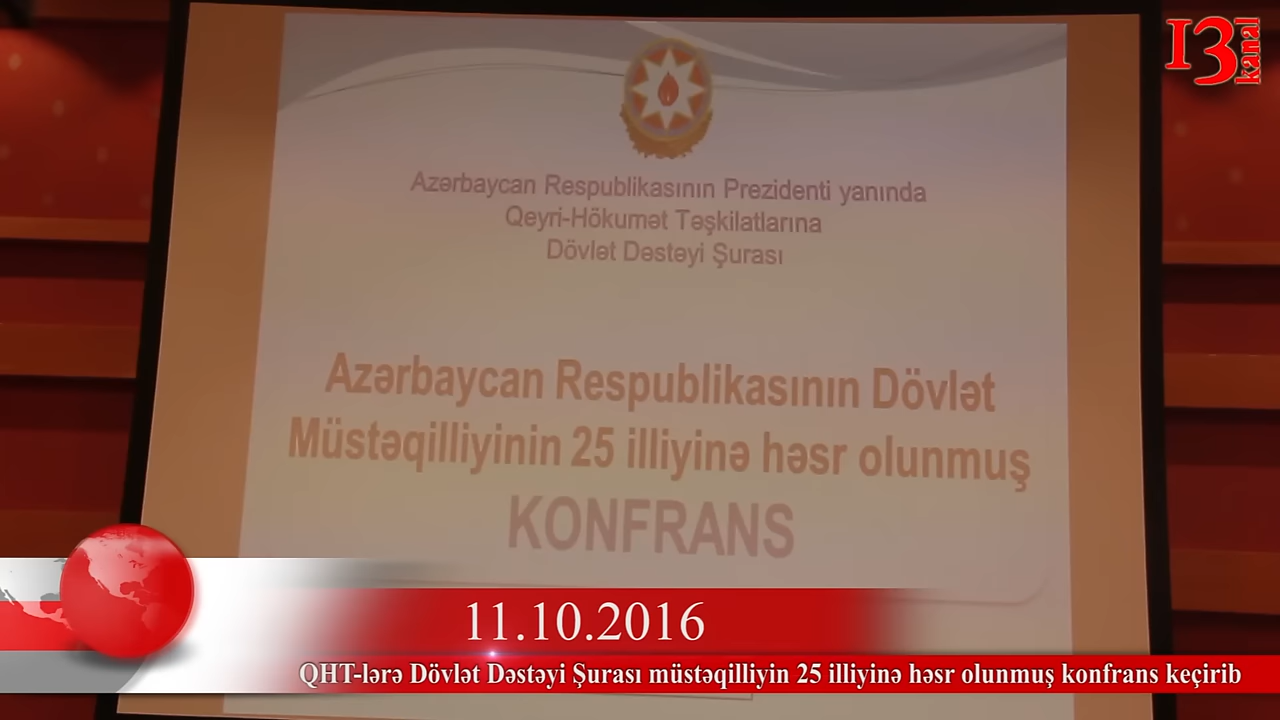 13
kanal
Azərbaycan Respublikasının Prezidenti yanında
Qeyri-Hökumət Təşkilatlarına
Dövlət Dəstəyi Şurası
Azərbaycan Respublikasının Dövlət
Müstəqilliyinin 25 illiyinə həsr olunmuş
KONFRANS
11.10.2016
QHT-lərə Dövlət Dəstəyi Şurası müstəqilliyin 25 illiyinə həsr olunmuş konfrans keçirib